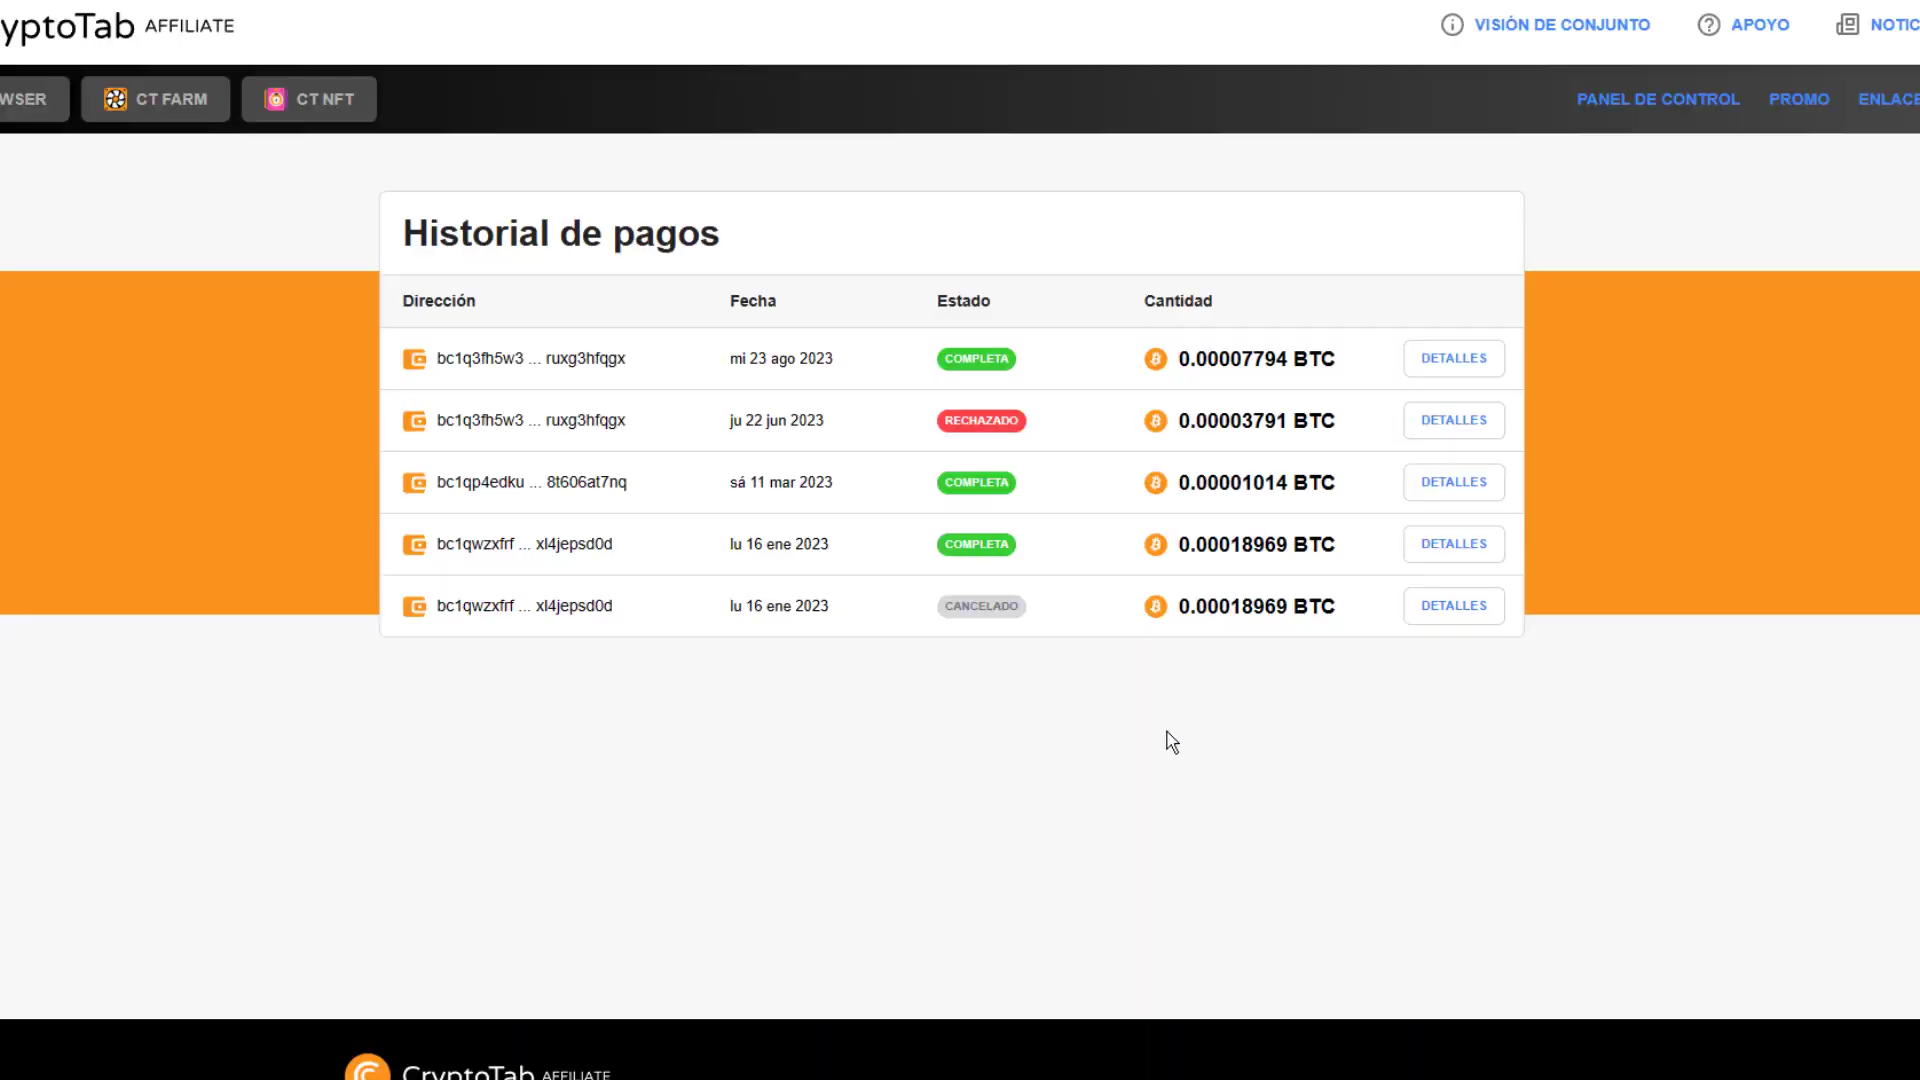 yptoTab AFFILIATE
VISIÓN DE CONJUNTO APOYO NOTIC
WSER CT FARM CT NFT PANEL DE CONTROL PROMO ENLACE
Historial de pagos
Dirección Fecha Estado Cantidad
bc1q3fh5w3 ... ruxg3hfqgx mi 23 ago 2023 COMPLETA 0.00007794 BTC DETALLES
bc1q3fh5w3 ... ruxg3hfqgx ju 22 jun 2023 RECHAZADO 0.00003791 BTC DETALLES
bc1qp4edku ... 8t606at7nq sá 11 mar 2023 COMPLETA 0.00001014 BTC DETALLES
bc1qwzxfrf ... xl4jepsd0d lu 16 ene 2023 COMPLETA 0.00018969 BTC DETALLES
bc1qwzxfrf ... xl4jepsd0d lu 16 ene 2023 CANCELADO 0.00018969 BTC DETALLES
CryptoTab AFFILIATE